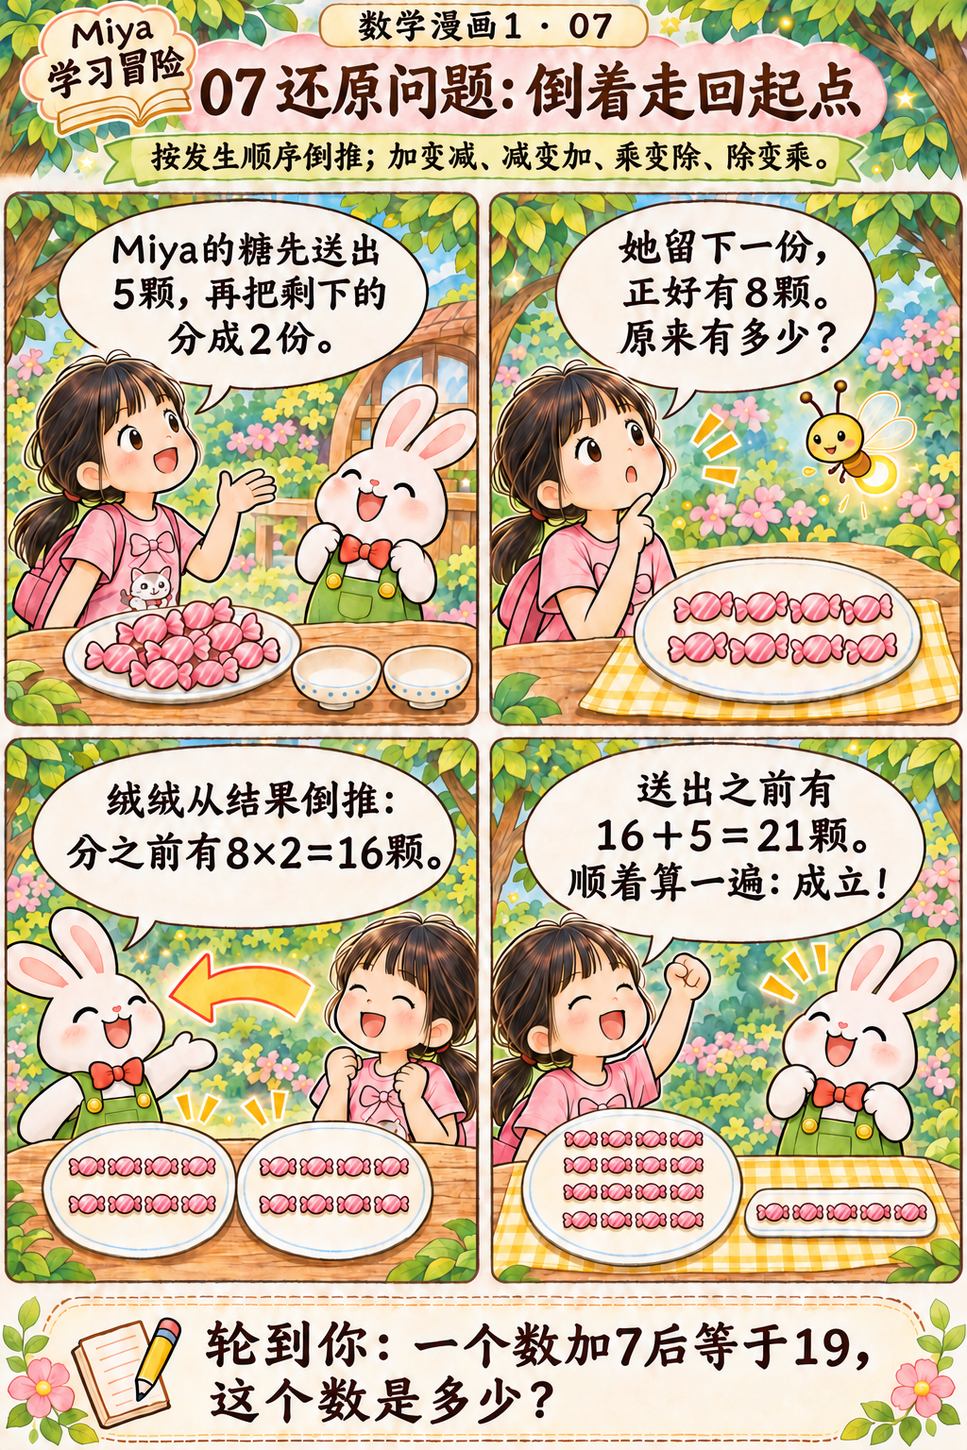 Miya
学习冒险
数学漫画1·07
07 还原问题：倒着走回起点
按发生顺序倒推；加变减、减变加、乘变除、除变乘。
Miya的糖先送出
5颗，再把剩下的
分成2份。
她留下一份，
正好有8颗。
原来有多少？
绒绒从结果倒推：
分之前有8×2=16颗。
送出之前有
16+5=21颗。
顺着算一遍：成立！
轮到你：一个数加7后等于19，
这个数是多少？